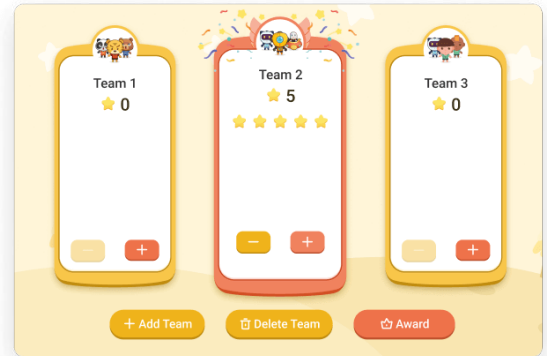 Team 1
0
Team 2
5
Team 3
0
+ Add Team
Delete Team
Award